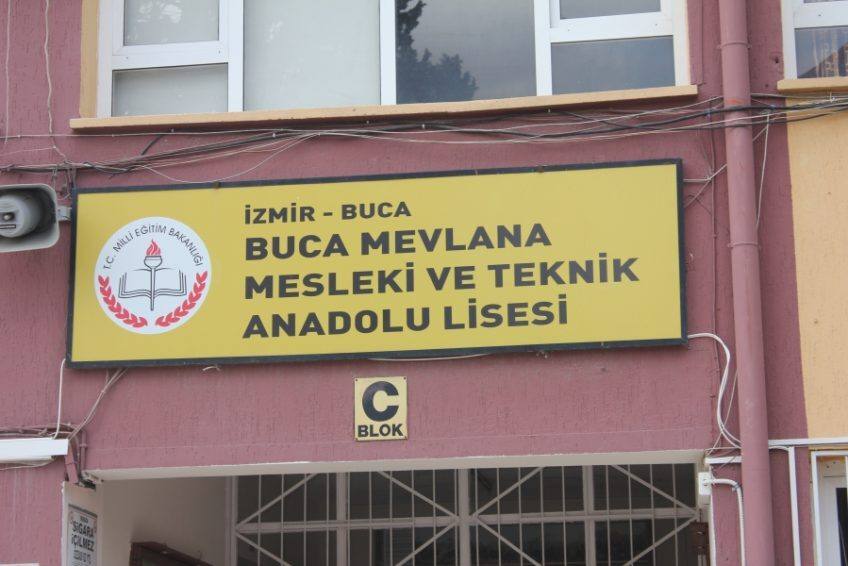 İZMİR - BUCA
BUCA MEVLANA
MESLEKİ VE TEKNİK
ANADOLU LİSESİ
T.C. MİLLİ EĞİTİM BAKANLIĞI
C
BLOK
SİGARA
İÇİLMEZ